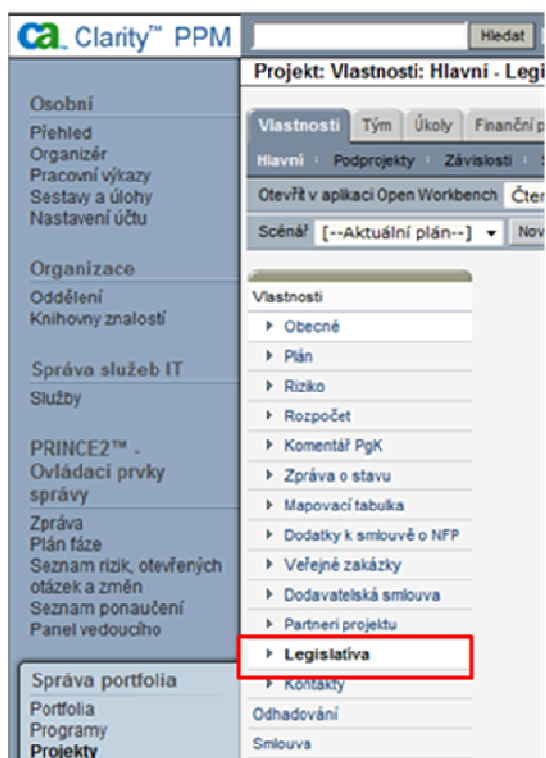 ca Clarity™ PPM
Hledat
Osobní
Přehled
Organizér
Pracovní výkazy
Sestavy a úlohy
Nastavení účtu
Organizace
Oddělení
Knihovny znalostí
Správa služeb IT
Služby
PRINCE2™ -
Ovládací prvky
správy
Zpráva
Plán fáze
Seznam rizik, otevřených
otázek a změn
Seznam ponaučení
Panel vedoucího
Správa portfolia
Portfolia
Programy
Projekty
Projekt: Vlastnosti: Hlavní - Legi
Vlastnosti Tým Úkoly Finanční p
Hlavní Podprojekty Závislosti
Otevřít v aplikaci Open Workbench Čten
Scénář [--Aktuální plán--] Nov
Vlastnosti
Obecné
Plán
Riziko
Rozpočet
Komentář PgK
Zpráva o stavu
Mapovací tabulka
Dodatky k smlouvě o NFP
Veřejné zakázky
Dodavatelská smlouva
Partneri projektu
Legislatíva
Kontakty
Odhadování
Smlouva